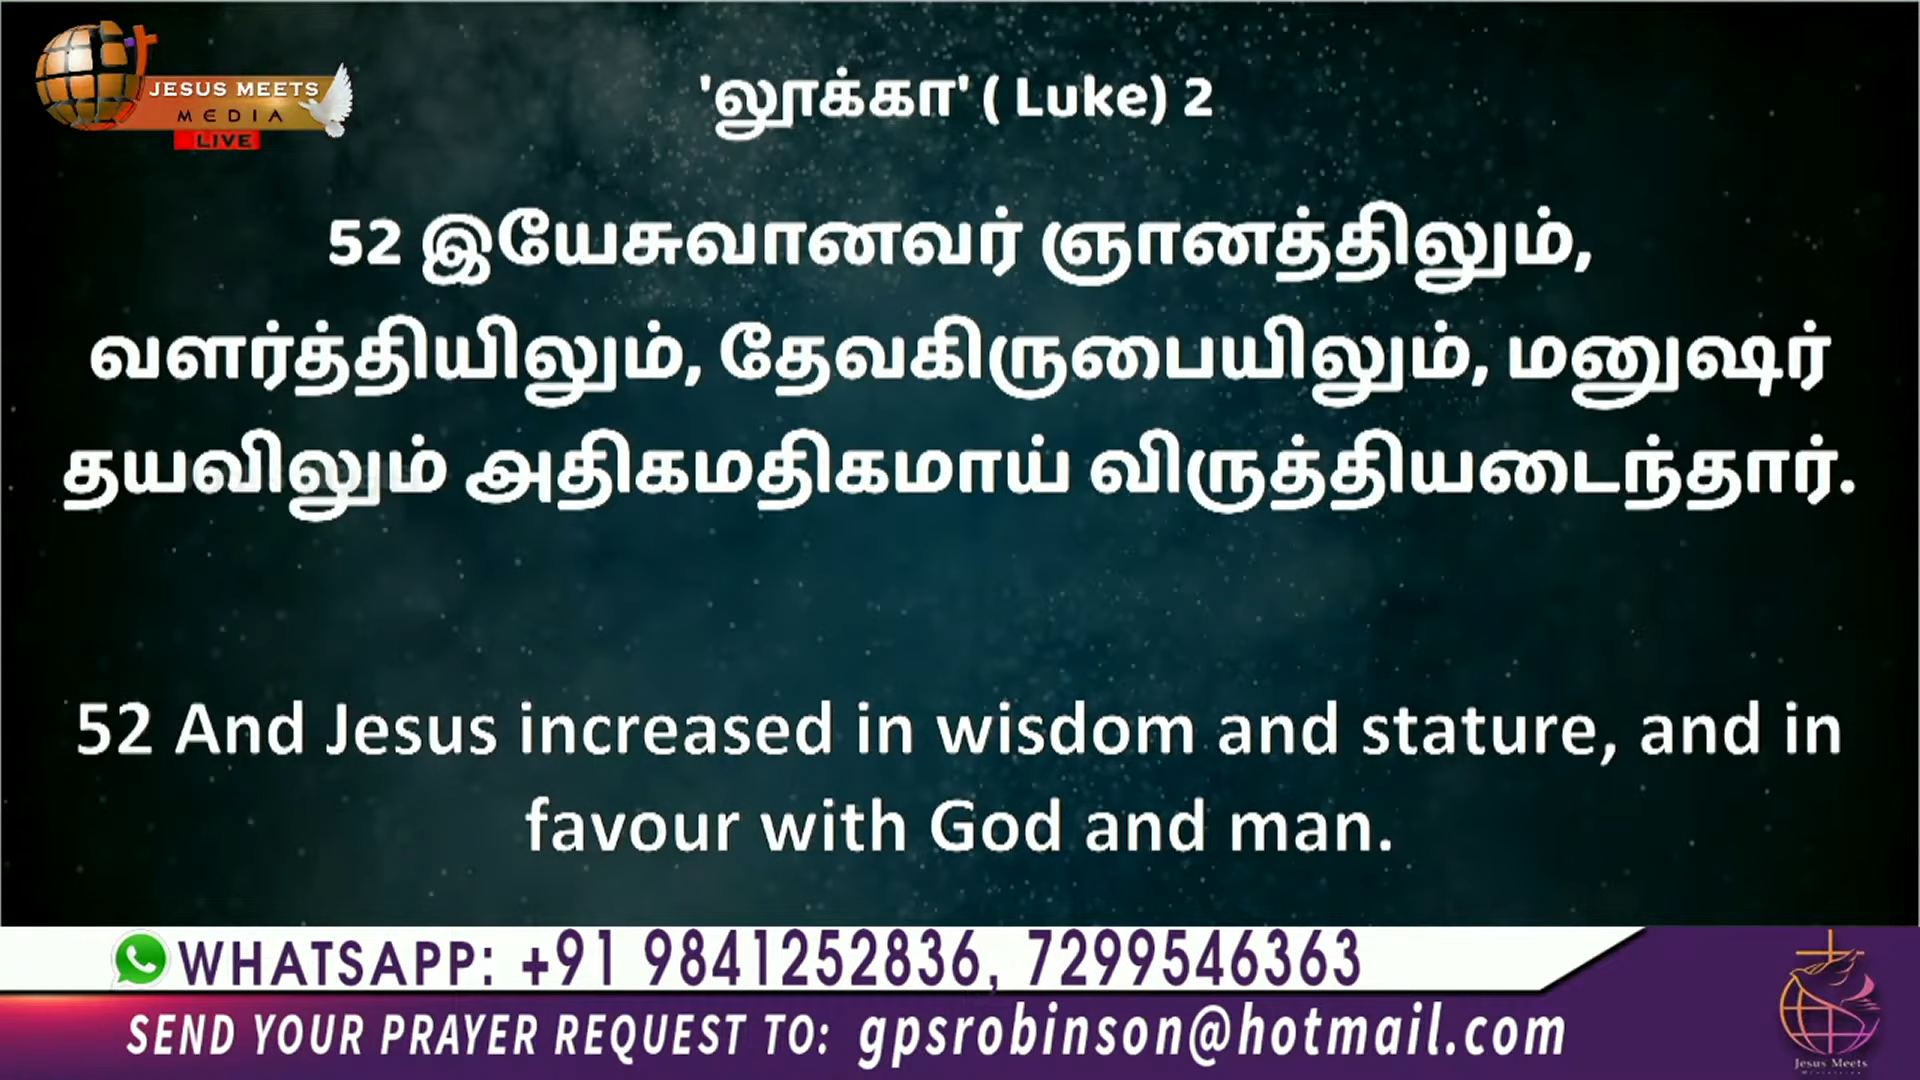 JESUS MEETS
MEDIA
LIVE
'லூக்கா' ( Luke) 2
52 இயேசுவானவர் ஞானத்திலும்,
வளர்த்தியிலும், தேவகிருபையிலும், மனுஷர்
தயவிலும் அதிகமதிகமாய் விருத்தியடைந்தார்.
52 And Jesus increased in wisdom and stature, and in
favour with God and man.
WHATSAPP: +91 9841252836, 7299546363
SEND YOUR PRAYER REQUEST TO: gpsrobinson@hotmail.com
Jesus Meets